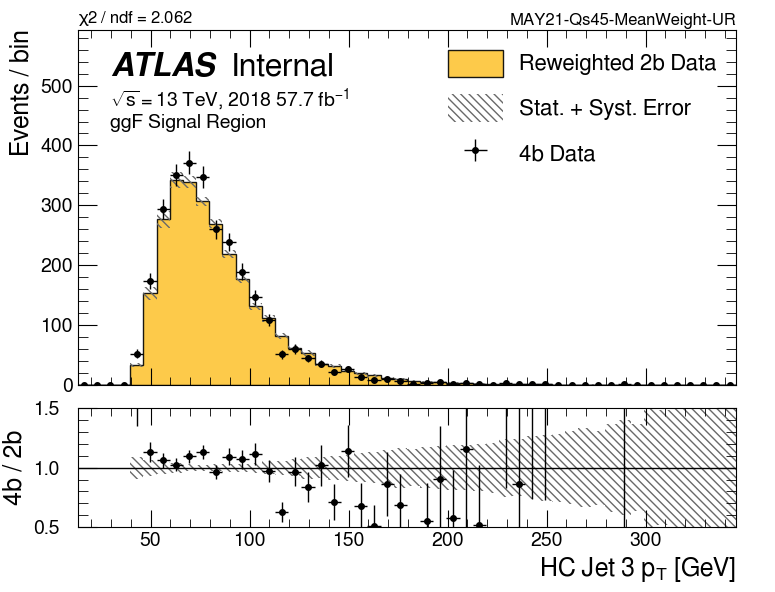 χ2 / ndf = 2.062
MAY21-Qs45-MeanWeight-UR
Events / bin
ATLAS Internal
√s = 13 TeV, 2018 57.7 fb⁻¹
ggF Signal Region
Reweighted 2b Data
Stat. + Syst. Error
4b Data
500
400
300
200
100
0
4b / 2b
1.5
1.0
0.5
50 100 150 200 250 300
HC Jet 3 p_T [GeV]